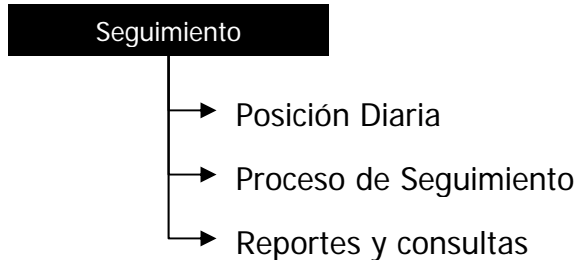 Seguimiento
Posición Diaria
Proceso de Seguimiento
Reportes y consultas